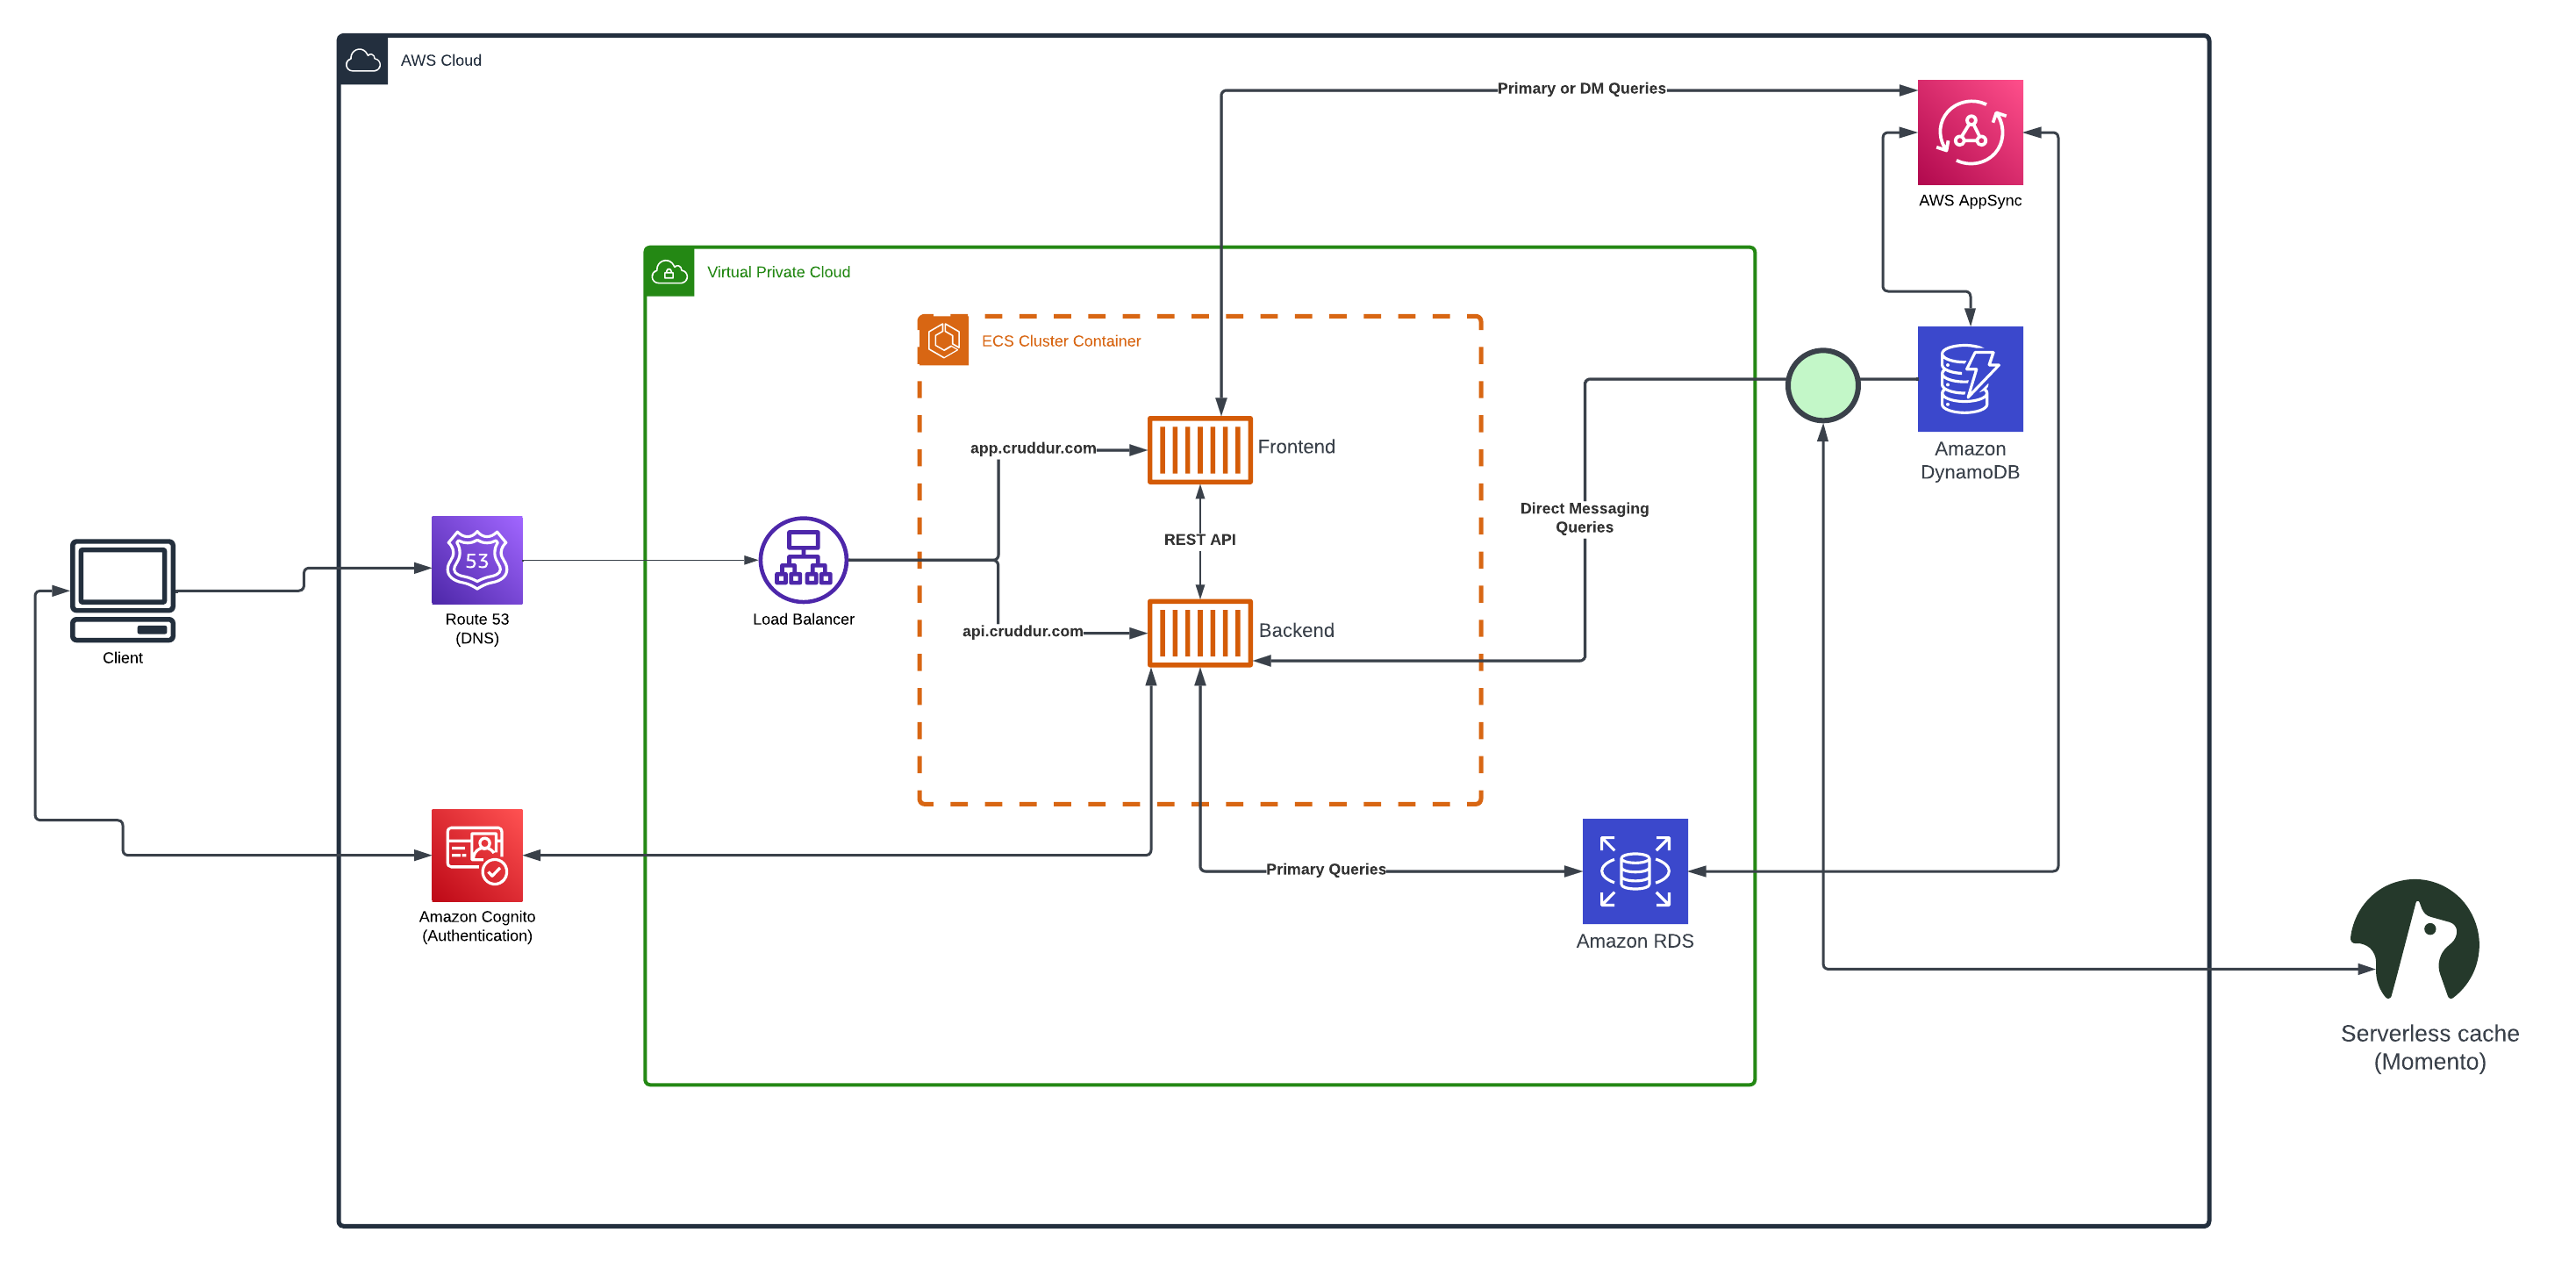 AWS Cloud
Primary or DM Queries
AWS AppSync
Virtual Private Cloud
ECS Cluster Container
app.cruddur.com
Frontend
Amazon
DynamoDB
Direct Messaging
Queries
REST API
53
Route 53
(DNS)
Load Balancer
api.cruddur.com
Backend
Client
Primary Queries
Amazon Cognito
(Authentication)
Amazon RDS
Serverless cache
(Momento)